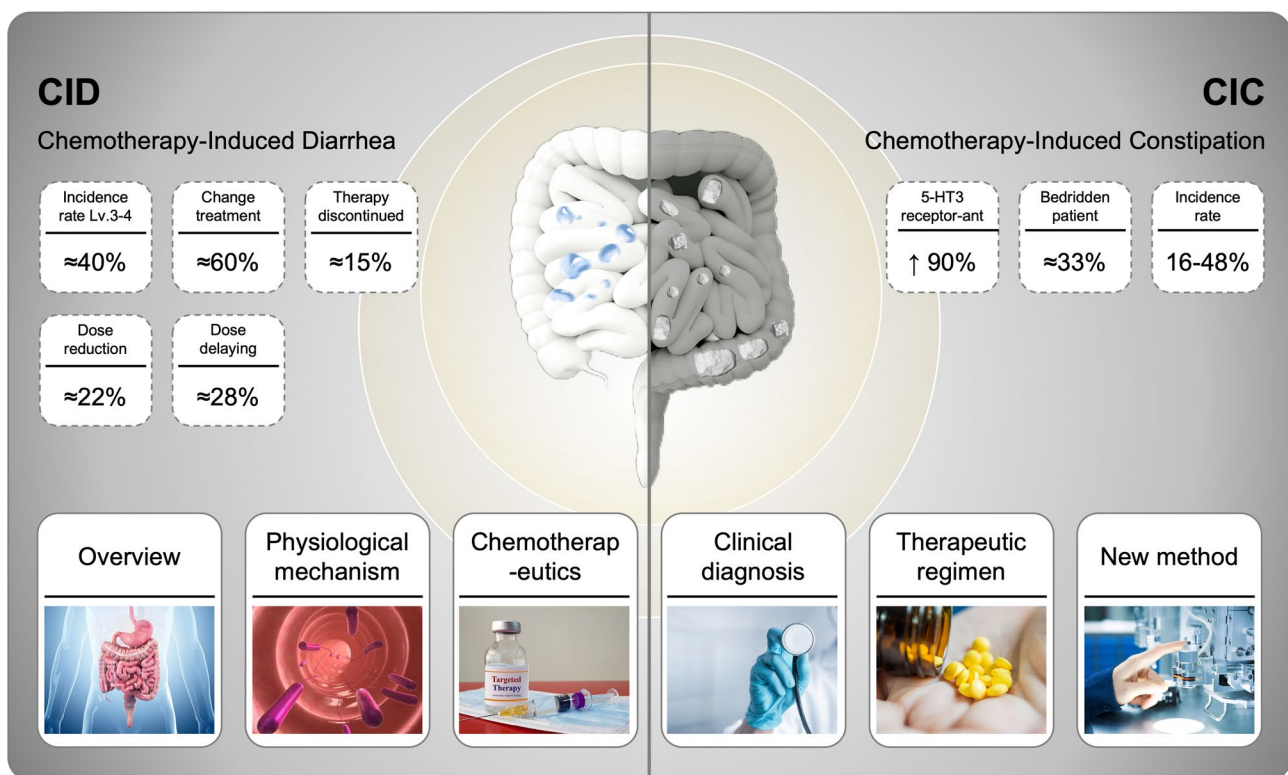 CID
Chemotherapy-Induced Diarrhea
Incidence
rate Lv.3-4
≈40%
Change
treatment
≈60%
Therapy
discontinued
≈15%
Dose
reduction
≈22%
Dose
delaying
≈28%
CIC
Chemotherapy-Induced Constipation
5-HT3
receptor-ant
↑ 90%
Bedridden
patient
≈33%
Incidence
rate
16-48%
Overview
Physiological
mechanism
Chemotherap
-eutics
Targeted
Therapy
Clinical
diagnosis
Therapeutic
regimen
New method